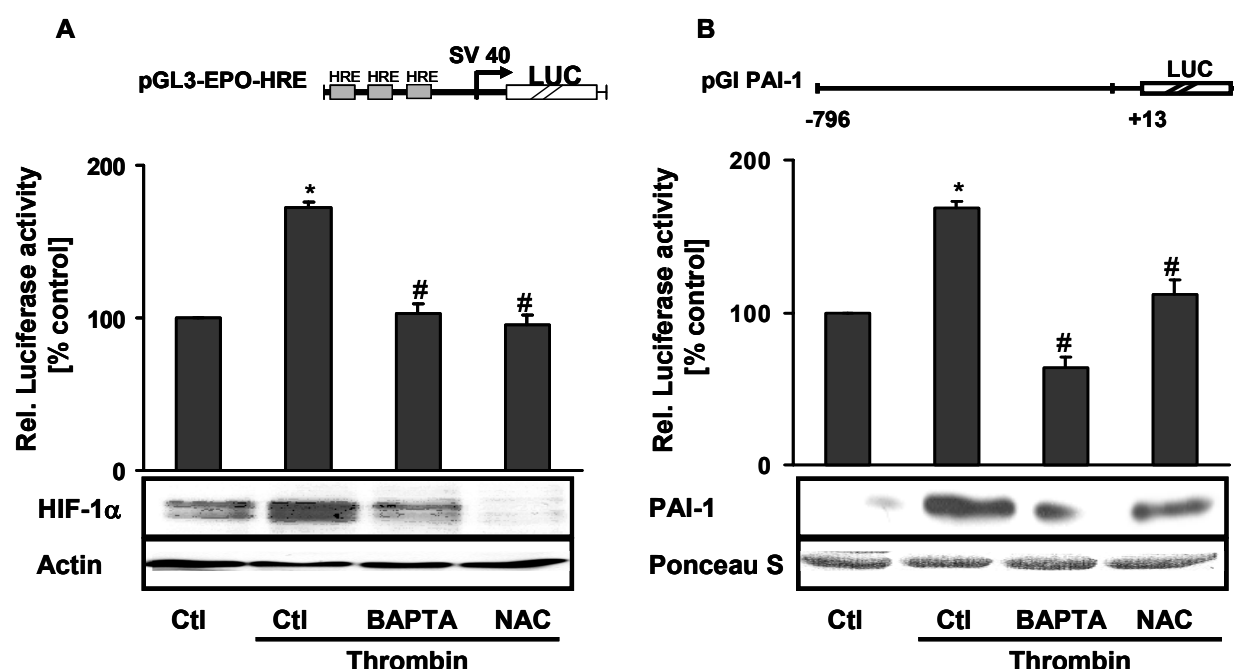 A
pGL3-EPO-HRE
HRE HRE HRE
SV 40
LUC
200
100
0
Rel. Luciferase activity
[% control]
*
#
#
HIF-1α
Actin
Ctl Ctl BAPTA NAC
Thrombin
B
pGl PAI-1
LUC
-796
+13
200
100
0
Rel. Luciferase activity
[% control]
*
#
#
PAI-1
Ponceau S
Ctl Ctl BAPTA NAC
Thrombin